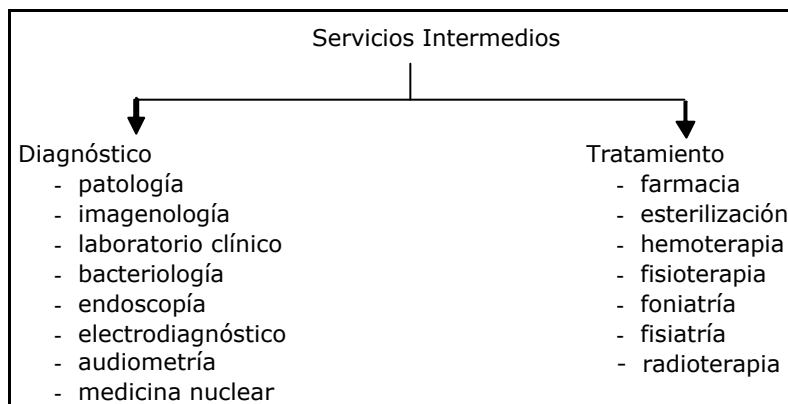 Servicios Intermedios
Diagnóstico
- patología
- imagenología
- laboratorio clínico
- bacteriología
- endoscopía
- electrodiagnóstico
- audiometría
- medicina nuclear
Tratamiento
- farmacia
- esterilización
- hemoterapia
- fisioterapia
- foniatría
- fisiatría
- radioterapia